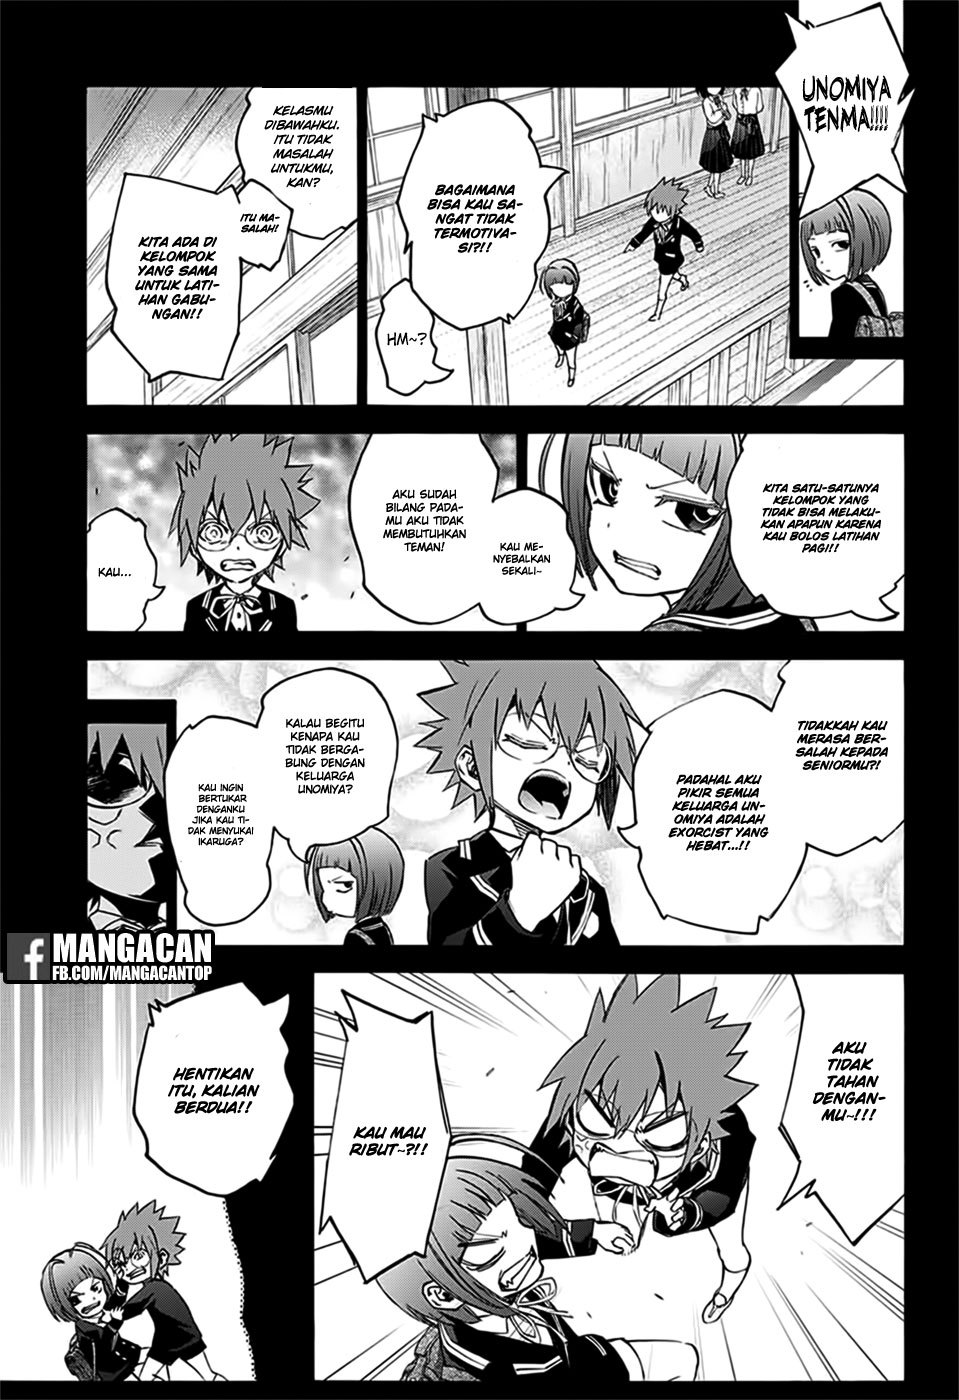 UNOMIYA
TENMA!!!!
BAGAIMANA
BISA KAU SA-
NGAT TIDAK
TERMOTIVA-
SI?!!
HM~?
KELASMU
DIBAWAHKU.
ITU TIDAK
MASALAH
UNTUKMU,
KAN?
ITU MA-
SALAH!
KITA ADA DI
KELOMPOK
YANG SAMA
UNTUK LATI-
HAN GABU-
NGAN!!
KITA SATU-SATUNYA
KELOMPOK YANG
TIDAK BISA MELAKU-
KAN APAPUN KARENA
KAU BOLOS LATIHAN
PAGI!!
KAU ME-
NYEBALKAN
SEKALI~
AKU SUDAH
BILANG PADA-
MU AKU TIDAK
MEMBUTUHKAN
TEMAN!
KAU...
TIDAKKAH KAU
MERASA BER-
SALAH KEPADA
SENIORMU?!
PADAHAL AKU
PIKIR SEMUA
KELUARGA UN-
OMIYA ADALAH
EXORCIST YANG
HEBAT...!!
KALAU BEGITU
KENAPA KAU
TIDAK BERGA-
BUNG DENGAN
KELUARGA
UNOMIYA?
KAU INGIN
BERTUKAR
DENGANKU
JIKA KAU TI-
DAK MENYUKAI
IKARUGA?
f MANGACAN
FB.COM/MANGACANTOP
AKU
TIDAK
TAHAN
DENGAN-
MU~!!!
KAU MAU
RIBUT~?!!
HENTIKAN
ITU, KALIAN
BERDUA!!